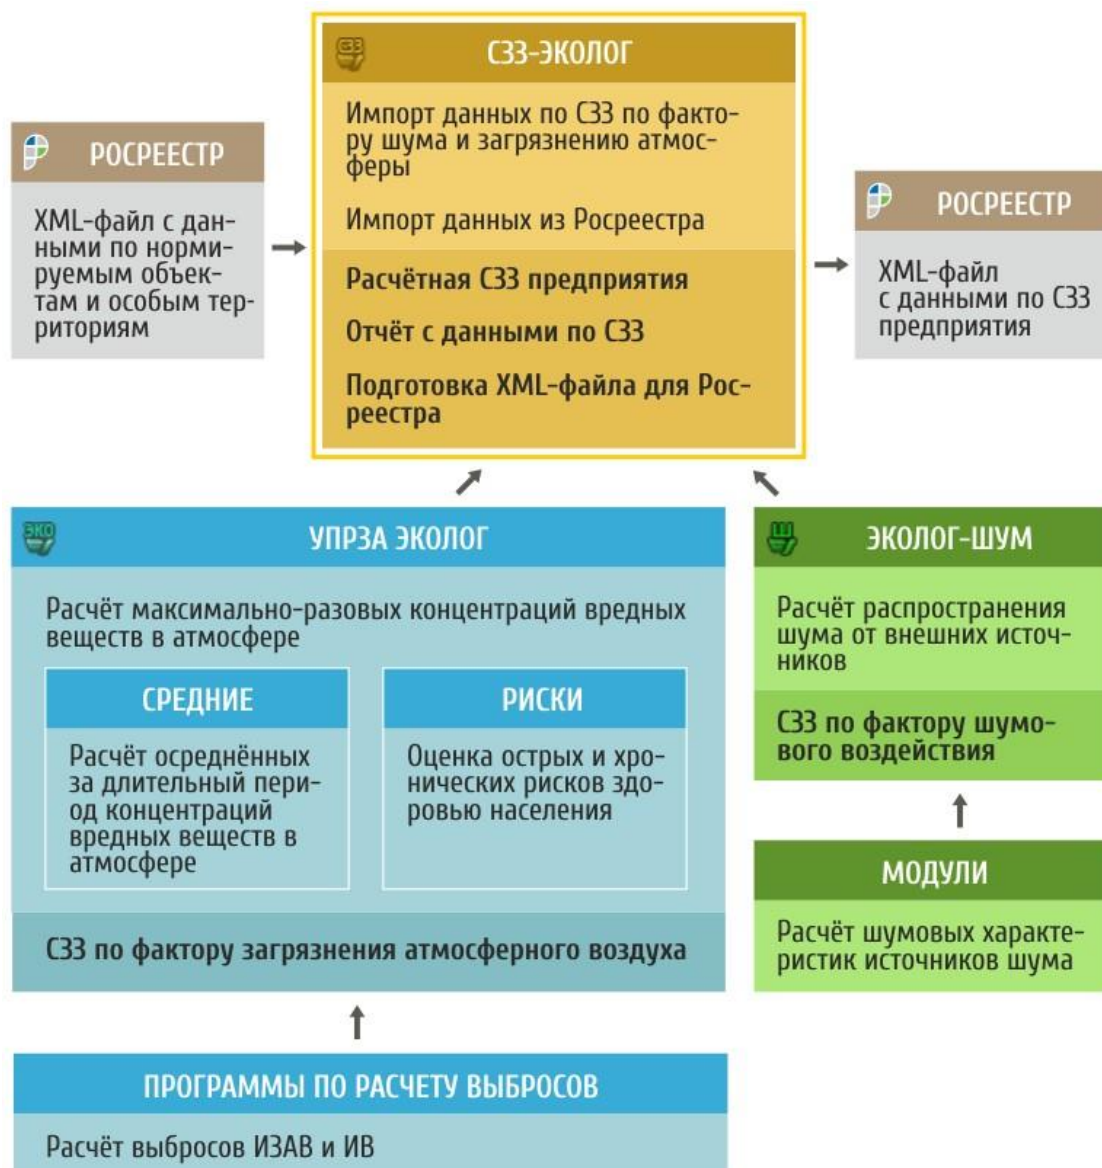 СЗЗ-ЭКОЛОГ
Импорт данных по СЗЗ по факто-
ру шума и загрязнению атмос-
феры
Импорт данных из Росреестра
Расчётная СЗЗ предприятия
Отчёт с данными по СЗЗ
Подготовка XML-файла для Рос-
реестра
РОСРЕЕСТР
XML-файл с дан-
ными по норми-
руемым объек-
там и особым тер-
риториям
РОСРЕЕСТР
XML-файл
с данными по СЗЗ
предприятия
ЭКО
УПРЗА ЭКОЛОГ
Расчёт максимально-разовых концентраций вредных
веществ в атмосфере
СРЕДНИЕ
Расчёт осреднённых
за длительный пери-
од концентраций
вредных веществ в
атмосфере
РИСКИ
Оценка острых и хро-
нических рисков здо-
ровью населения
СЗЗ по фактору загрязнения атмосферного воздуха
Ш
ЭКОЛОГ-ШУМ
Расчёт распространения
шума от внешних источ-
ников
СЗЗ по фактору шумо-
вого воздействия
МОДУЛИ
Расчёт шумовых характе-
ристик источников шума
ПРОГРАММЫ ПО РАСЧЕТУ ВЫБРОСОВ
Расчёт выбросов ИЗАВ и ИВ